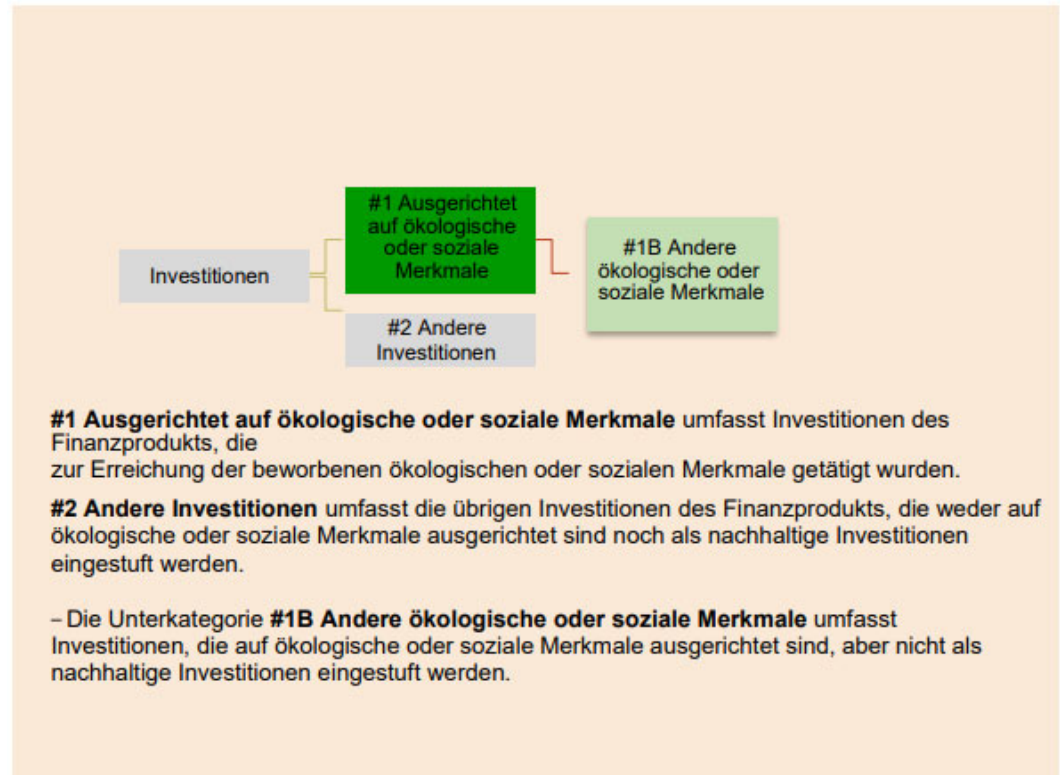 #1 Ausgerichtet
auf ökologische
oder soziale
Merkmale
#1B Andere
ökologische oder
soziale Merkmale
Investitionen
#2 Andere
Investitionen
#1 Ausgerichtet auf ökologische oder soziale Merkmale umfasst Investitionen des
Finanzprodukts, die
zur Erreichung der beworbenen ökologischen oder sozialen Merkmale getätigt wurden.
#2 Andere Investitionen umfasst die übrigen Investitionen des Finanzprodukts, die weder auf
ökologische oder soziale Merkmale ausgerichtet sind noch als nachhaltige Investitionen
eingestuft werden.
– Die Unterkategorie #1B Andere ökologische oder soziale Merkmale umfasst
Investitionen, die auf ökologische oder soziale Merkmale ausgerichtet sind, aber nicht als
nachhaltige Investitionen eingestuft werden.